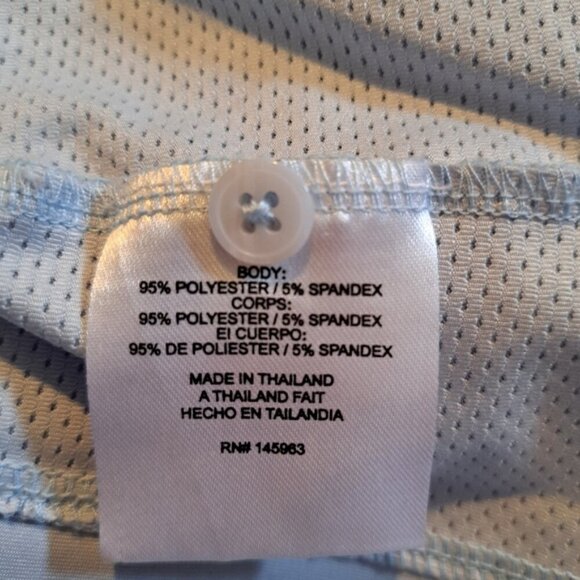 BODY:
95% POLYESTER / 5% SPANDEX
CORPS:
95% POLYESTER / 5% SPANDEX
El CUERPO:
95% DE POLIESTER / 5% SPANDEX
MADE IN THAILAND
A THAILAND FAIT
HECHO EN TAILANDIA
RN# 145963